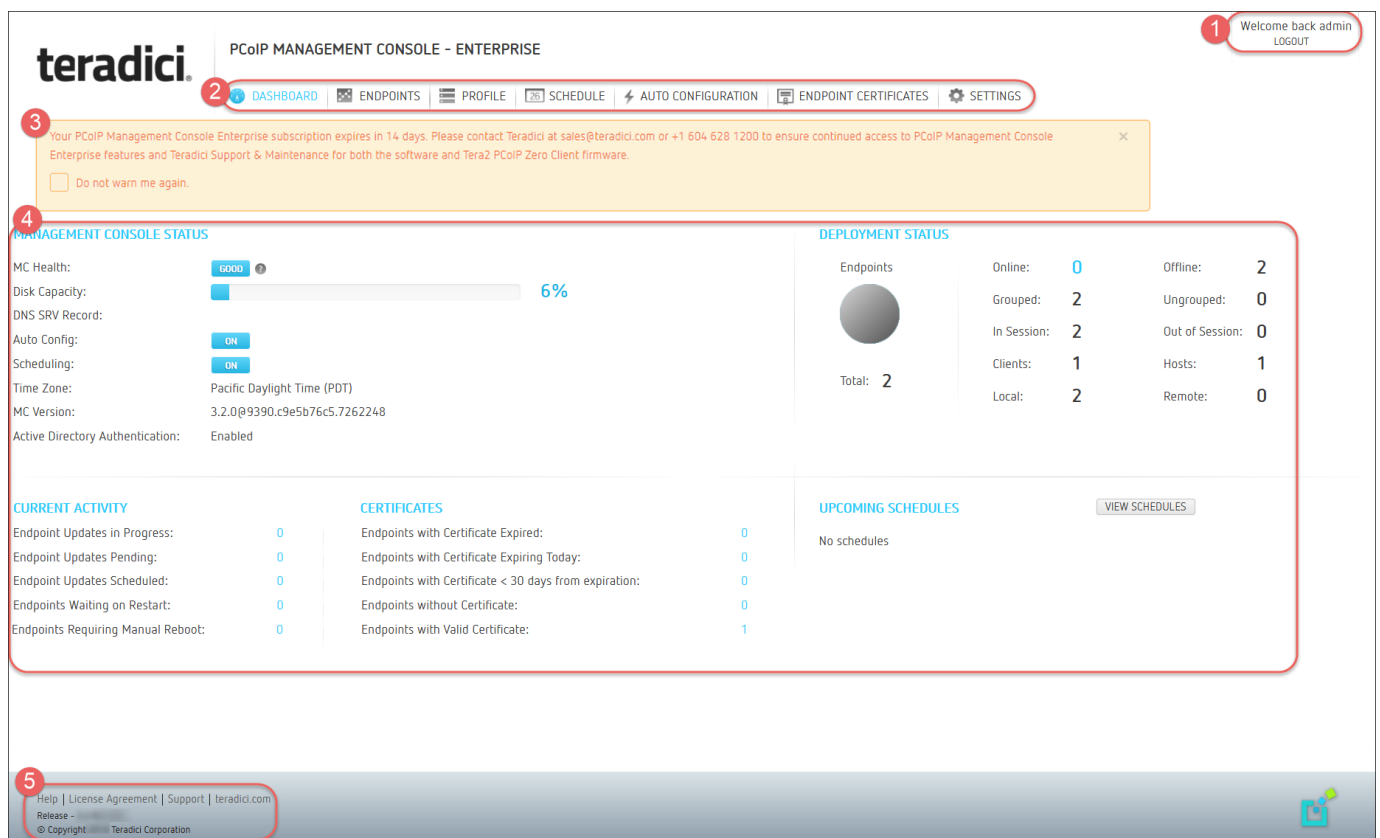 1
Welcome back admin
LOGOUT
teradici.
PCoIP MANAGEMENT CONSOLE - ENTERPRISE
2
DASHBOARD
ENDPOINTS
PROFILE
26 SCHEDULE
AUTO CONFIGURATION
ENDPOINT CERTIFICATES
SETTINGS
3
Your PCoIP Management Console Enterprise subscription expires in 14 days. Please contact Teradici at sales@teradici.com or +1 604 628 1200 to ensure continued access to PCoIP Management Console
Enterprise features and Teradici Support & Maintenance for both the software and Tera2 PCoIP Zero Client firmware.
×
Do not warn me again.
4
MANAGEMENT CONSOLE STATUS
MC Health: GOOD ?
Disk Capacity: 6%
DNS SRV Record:
Auto Config: ON
Scheduling: ON
Time Zone: Pacific Daylight Time (PDT)
MC Version: 3.2.0@9390.c9e5b76c5.7262248
Active Directory Authentication: Enabled
DEPLOYMENT STATUS
Endpoints
Total: 2
Online: 0 Offline: 2
Grouped: 2 Ungrouped: 0
In Session: 2 Out of Session: 0
Clients: 1 Hosts: 1
Local: 2 Remote: 0
CURRENT ACTIVITY
Endpoint Updates in Progress: 0
Endpoint Updates Pending: 0
Endpoint Updates Scheduled: 0
Endpoints Waiting on Restart: 0
Endpoints Requiring Manual Reboot: 0
CERTIFICATES
Endpoints with Certificate Expired: 0
Endpoints with Certificate Expiring Today: 0
Endpoints with Certificate < 30 days from expiration: 0
Endpoints without Certificate: 0
Endpoints with Valid Certificate: 1
UPCOMING SCHEDULES
VIEW SCHEDULES
No schedules
5
Help | License Agreement | Support | teradici.com
Release -
© Copyright Teradici Corporation